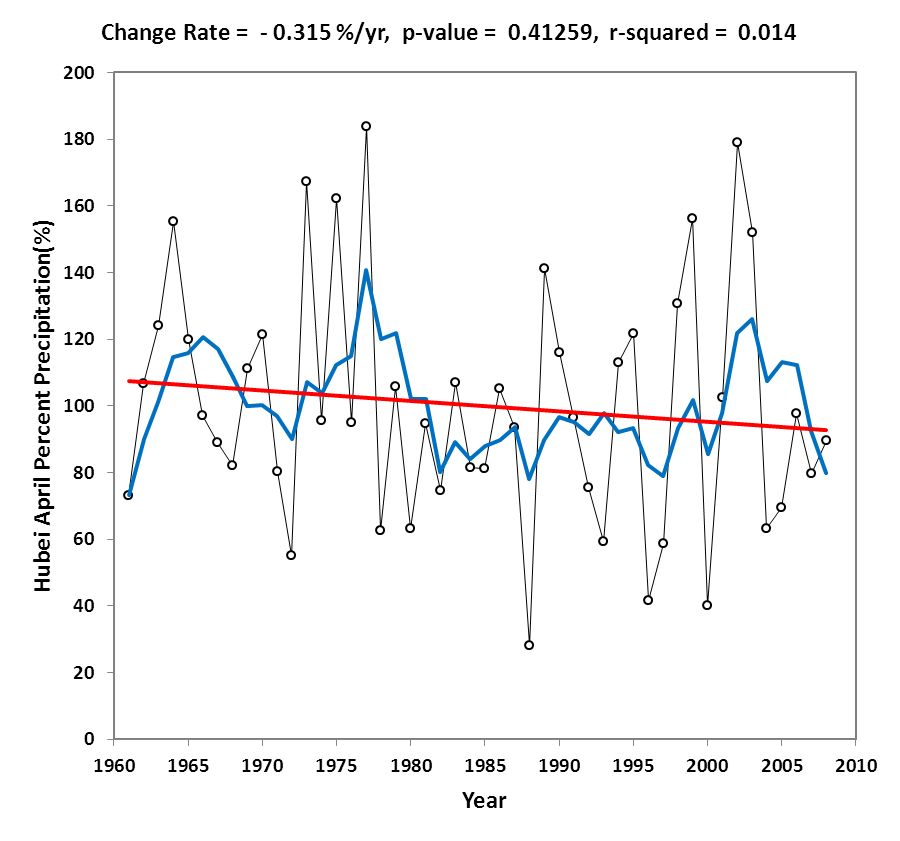 Change Rate = - 0.315 %/yr, p-value = 0.41259, r-squared = 0.014
200
180
160
140
120
100
80
60
40
20
0
Hubei April Percent Precipitation(%)
1960 1965 1970 1975 1980 1985 1990 1995 2000 2005 2010
Year